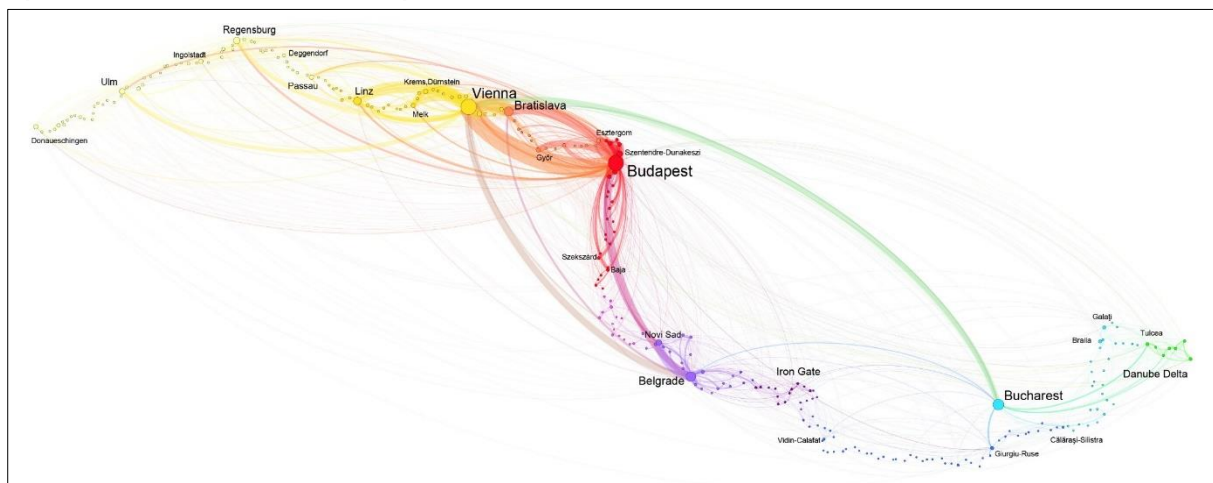 Regensburg
Ingolstadt
Deggendorf
Ulm
Passau
Linz
Krems,Dürnstein
Melk
Vienna
Bratislava
Donaueschingen
Győr
Esztergom
Szentendre-Dunakeszi
Budapest
Szekszárd
Baja
Novi Sad
Belgrade
Iron Gate
Vidin-Calafat
Bucharest
Giurgiu-Ruse
Călărași-Silistra
Galați
Braila
Tulcea
Danube Delta